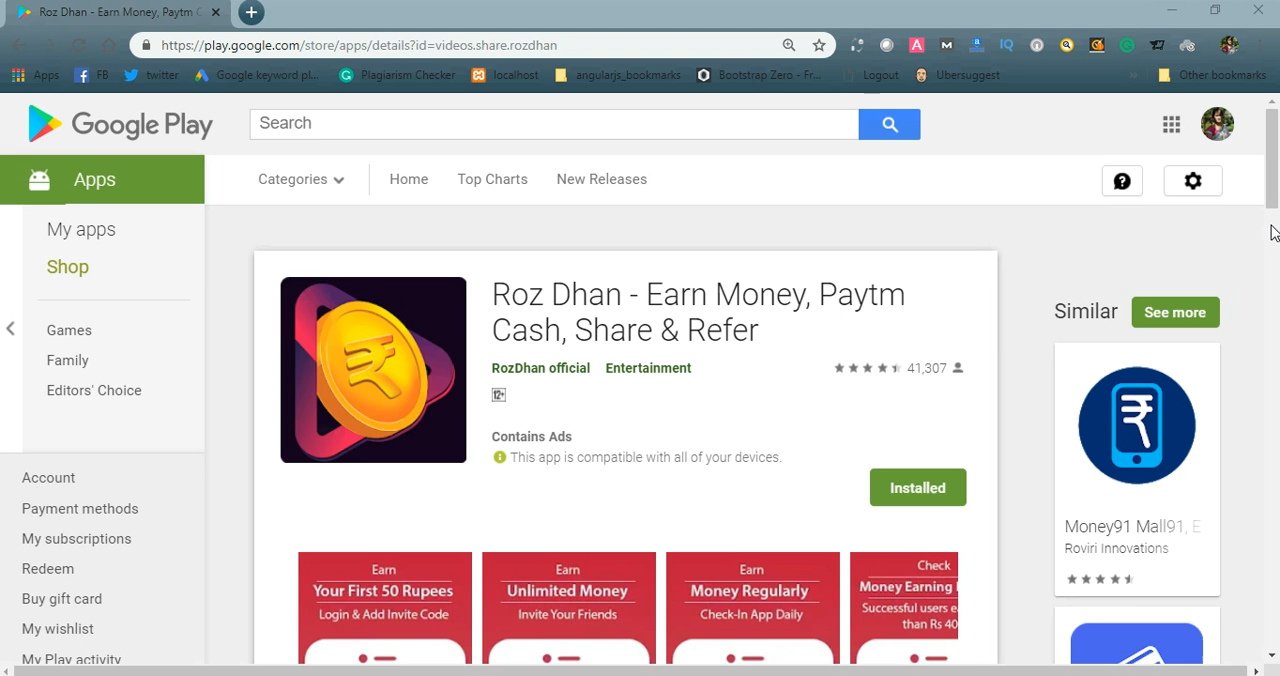 Roz Dhan - Earn Money, Paytm C
https://play.google.com/store/apps/details?id=videos.share.rozdhan
Apps FB twitter Google keyword pl... Plagiarism Checker localhost angularjs_bookmarks Bootstrap Zero - Fr... Logout Ubersuggest » Other bookmarks
Google Play
Search
Apps
Categories Home Top Charts New Releases
My apps
Shop
Games
Family
Editors' Choice
Account
Payment methods
My subscriptions
Redeem
Buy gift card
My wishlist
My Play activity
Roz Dhan - Earn Money, Paytm
Cash, Share & Refer
RozDhan official Entertainment 41,307
12+
Contains Ads
This app is compatible with all of your devices.
Installed
Earn
Your First 50 Rupees
Login & Add Invite Code
Earn
Unlimited Money
Invite Your Friends
Earn
Money Regularly
Check-In App Daily
Check
Money Earning
Successful users e
than Rs 40
Similar See more
Money91 Mall91, E
Roviri Innovations